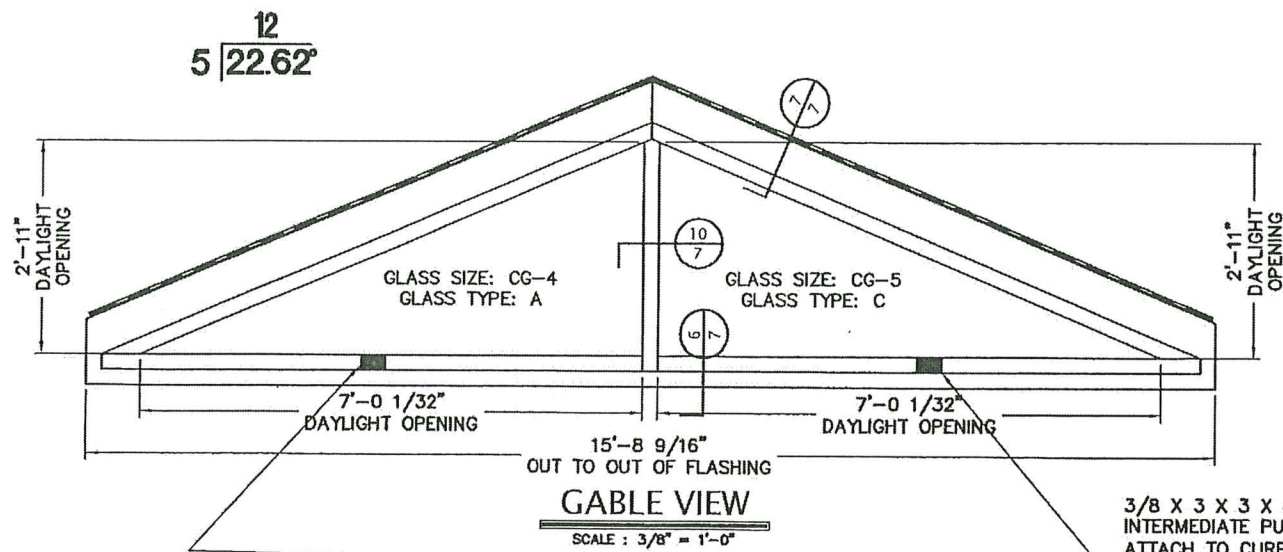 12
5 22.62°
7
7
2'-11"
DAYLIGHT
OPENING
10
7
2'-11"
DAYLIGHT
OPENING
GLASS SIZE: CG-4
GLASS TYPE: A
GLASS SIZE: CG-5
GLASS TYPE: C
6
7
7'-0 1/32"
DAYLIGHT OPENING
7'-0 1/32"
DAYLIGHT OPENING
15'-8 9/16"
OUT TO OUT OF FLASHING
GABLE VIEW
SCALE : 3/8" = 1'-0"
3/8 X 3 X 3 X
INTERMEDIATE PU
ATTACH TO CURB